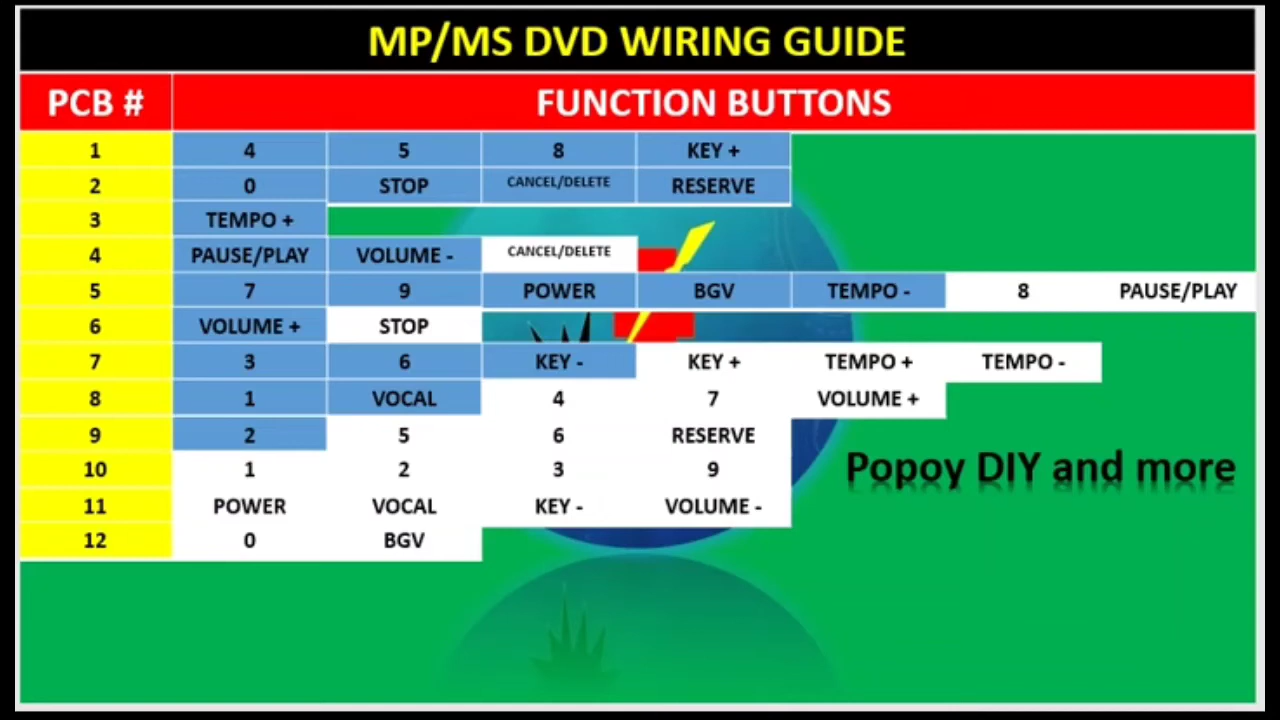 MP/MS DVD WIRING GUIDE
PCB # FUNCTION BUTTONS
1 4 5 8 KEY +
2 0 STOP CANCEL/DELETE RESERVE
3 TEMPO +
4 PAUSE/PLAY VOLUME - CANCEL/DELETE
5 7 9 POWER BGV TEMPO - 8 PAUSE/PLAY
6 VOLUME + STOP
7 3 6 KEY - KEY + TEMPO + TEMPO -
8 1 VOCAL 4 7 VOLUME +
9 2 5 6 RESERVE
10 1 2 3 9
Popoy DIY and more
11 POWER VOCAL KEY - VOLUME -
12 0 BGV